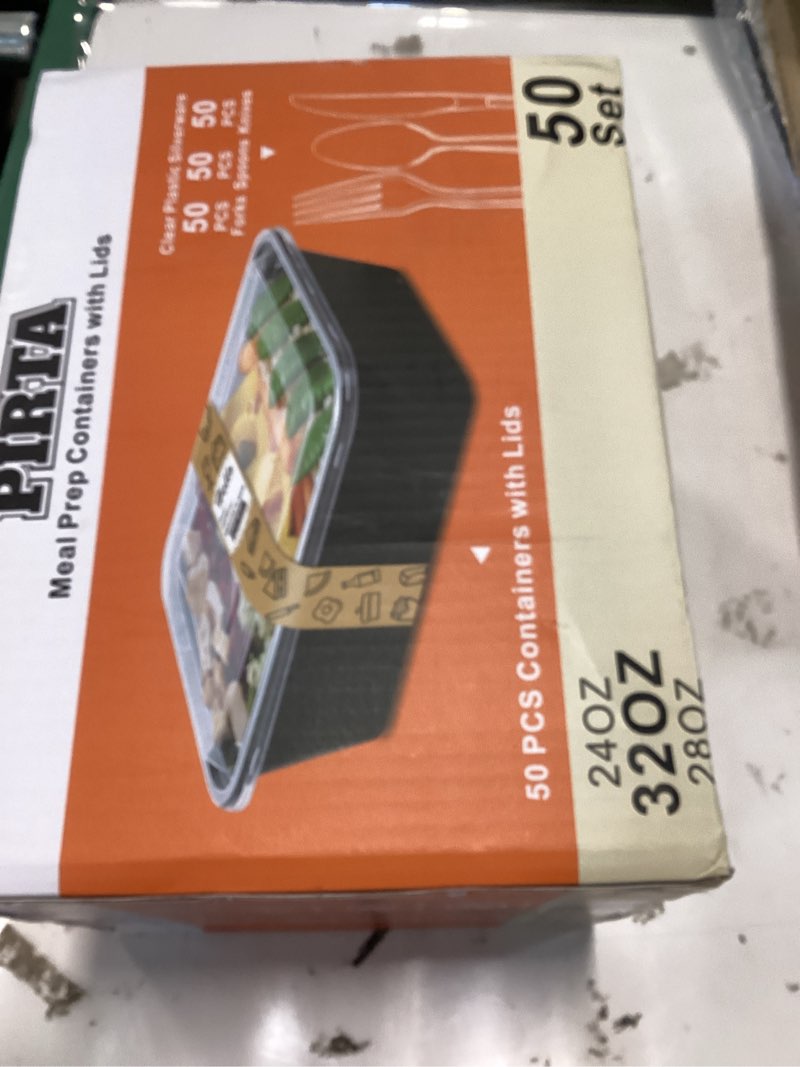 PIRTA
Meal Prep Containers with Lids
Clear Plastic Silverware
50 50 50
PCS PCS PCS
Forks Spoons Knives
50 PCS Containers with Lids
24OZ
32OZ
28OZ
50
Set